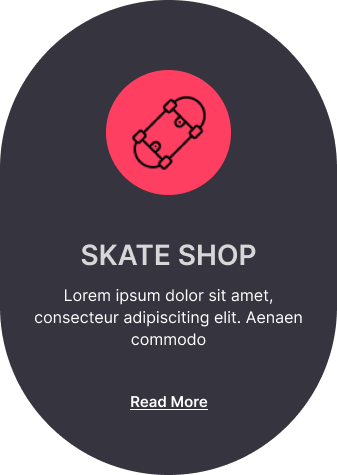 SKATE SHOP
Lorem ipsum dolor sit amet,
consecteur adipisciting elit. Aenaen
commodo
Read More